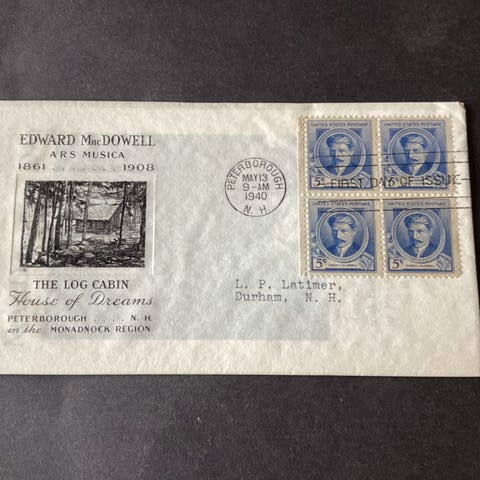 EDWARD MacDOWELL
ARS MUSICA
1861 . . . . . . . 1908
THE LOG CABIN
House of Dreams
PETERBOROUGH . . . . N. H.
in the MONADNOCK REGION
PETERBOROUGH
MAY 13
9 - AM
1940
N. H.
FIRST DAY OF ISSUE
UNITED STATES POSTAGE
5¢
UNITED STATES POSTAGE
5¢
UNITED STATES POSTAGE
5¢
UNITED STATES POSTAGE
5¢
L. P. Latimer,
Durham, N. H.